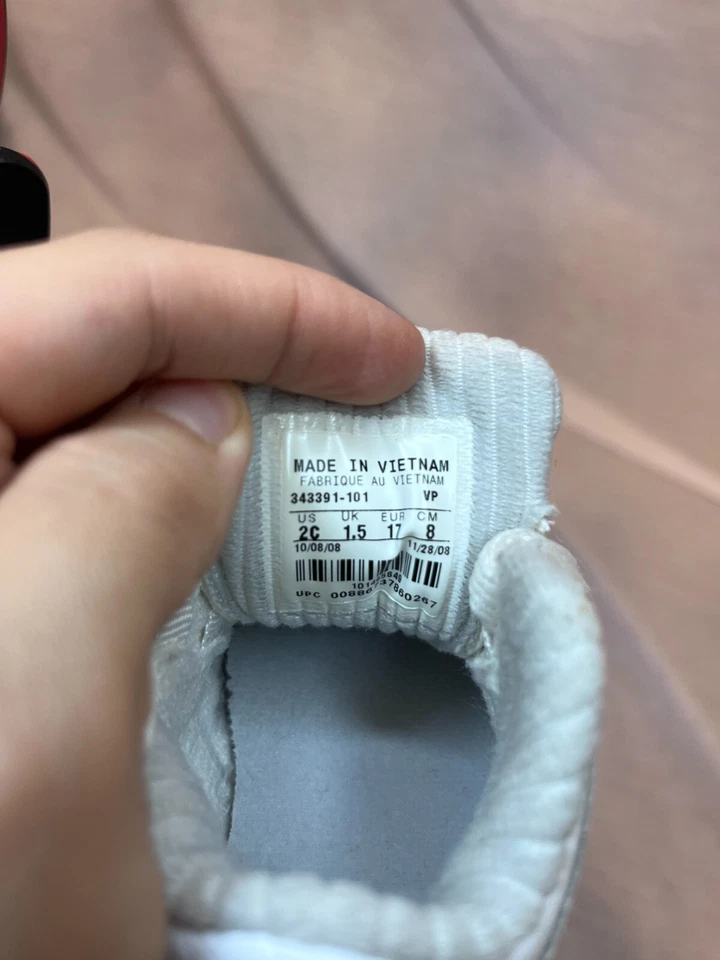 MADE IN VIETNAM
FABRIQUE AU VIETNAM
343391-101 VP
US UK EUR CM
2C 1.5 17 8
10/08/08 11/28/08
UPC